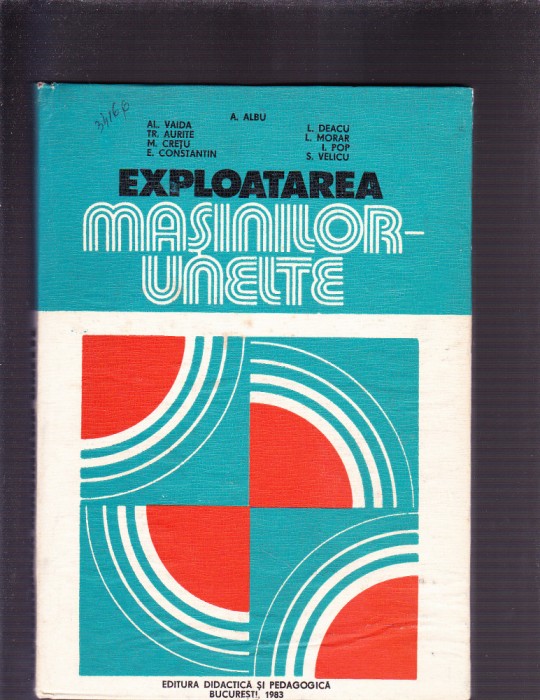 34166
A. ALBU
AL. VAIDA
TR. AURITE
M. CREȚU
E. CONSTANTIN
L. DEACU
L. MORAR
I. POP
S. VELICU
EXPLOATAREA
MAȘINILOR-
UNELTE
EDITURA DIDACTICĂ ȘI PEDAGOGICĂ
BUCUREȘTI, 1983